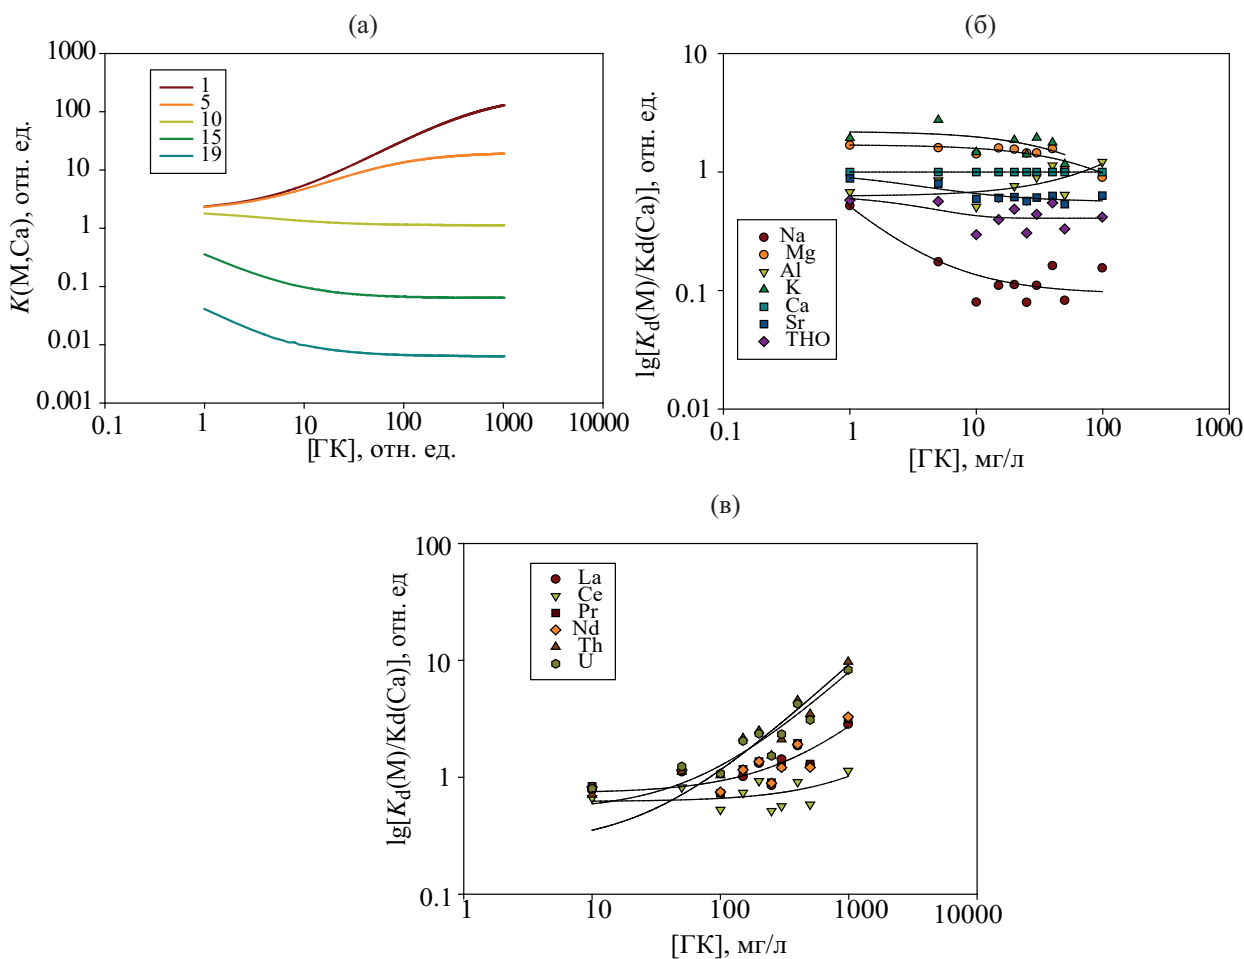 (а)
1000
100
10
1
0.1
0.01
0.001
K(M,Ca), отн. ед.
1
5
10
15
19
0.1
1
10
100
1000
10000
[ГК], отн. ед.
(б)
10
1
0.1
0.01
lg[Kd(M)/Kd(Ca)], отн. ед.
Na
Mg
Al
K
Ca
Sr
THO
0.1
1
10
100
1000
[ГК], мг/л
(в)
100
10
1
0.1
lg[Kd(M)/Kd(Ca)], отн. ед
La
Ce
Pr
Nd
Th
U
1
10
100
1000
10000
[ГК], мг/л